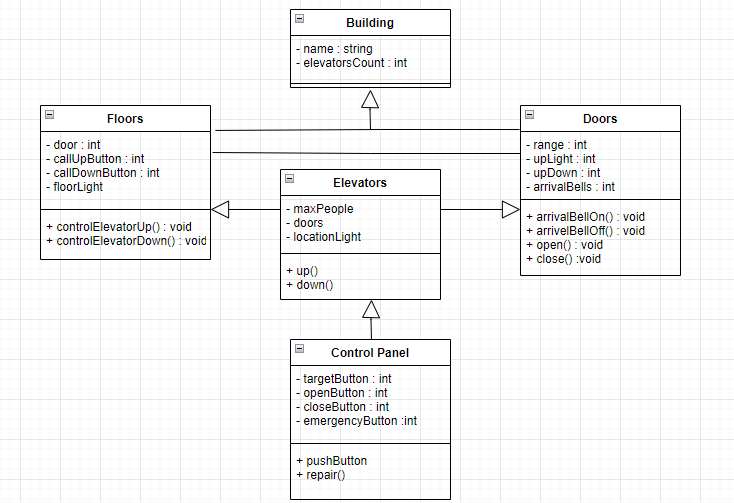 Building
- name : string
- elevatorsCount : int
Floors
- door : int
- callUpButton : int
- callDownButton : int
- floorLight
+ controlElevatorUp() : void
+ controlElevatorDown() : void
Doors
- range : int
- upLight : int
- upDown : int
- arrivalBells : int
+ arrivalBellOn() : void
+ arrivelBellOff() : void
+ open() : void
+ close() :void
Elevators
- maxPeople
- doors
- locationLight
+ up()
+ down()
Control Panel
- targetButton : int
- openButton : int
- closeButton : int
- emergencyButton :int
+ pushButton
+ repair()